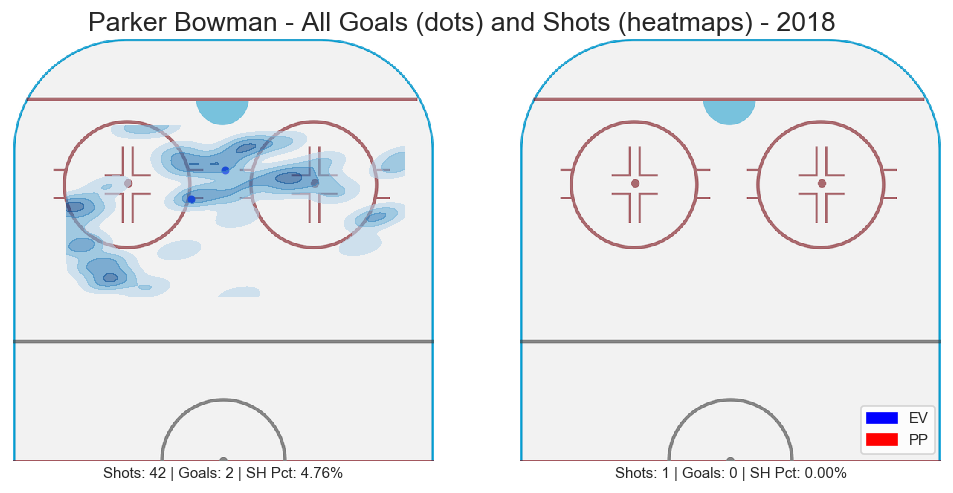 Parker Bowman - All Goals (dots) and Shots (heatmaps) - 2018
EV
PP
Shots: 42 | Goals: 2 | SH Pct: 4.76%
Shots: 1 | Goals: 0 | SH Pct: 0.00%